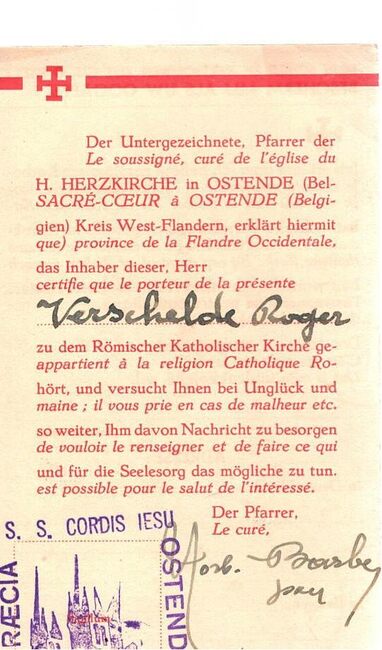 Der Untergezeichnete, Pfarrer der
Le soussigné, curé de l'église du
H. HERZKIRCHE in OSTENDE (Bel-
SACRÉ-CŒUR à OSTENDE (Belgi-
gien) Kreis West-Flandern, erklärt hiermit
que) province de la Flandre Occidentale,
das Inhaber dieser, Herr
certifie que le porteur de la présente
Verschelde Roger
zu dem Römischer Katholischer Kirche ge-
appartient à la religion Catholique Ro-
hört, und versucht Ihnen bei Unglück und
maine ; il vous prie en cas de malheur etc.
so weiter, Ihm davon Nachricht zu besorgen
de vouloir le renseigner et de faire ce qui
und für die Seelesorg das mögliche zu tun.
est possible pour le salut de l'intéressé.
Der Pfarrer,
Le curé,
S. S. CORDIS IESU
OSTEND
RÆCIA